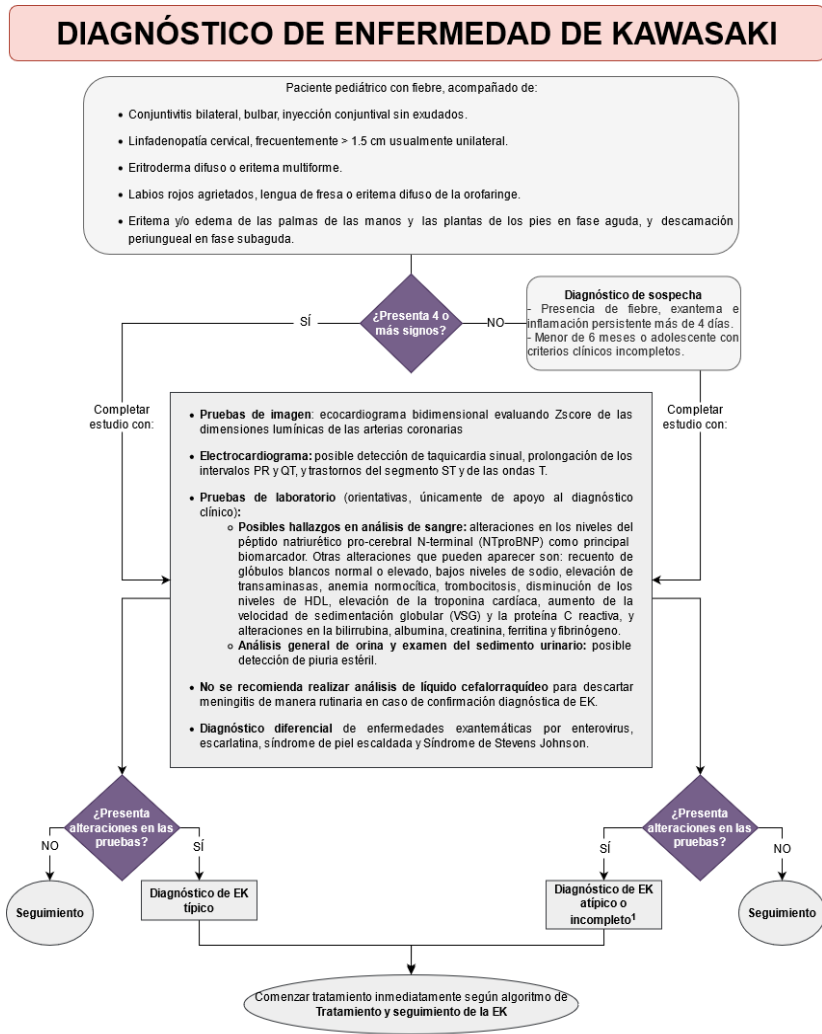 DIAGNÓSTICO DE ENFERMEDAD DE KAWASAKI
Paciente pediátrico con fiebre, acompañado de:
• Conjuntivitis bilateral, bulbar, inyección conjuntival sin exudados.
• Linfadenopatía cervical, frecuentemente > 1.5 cm usualmente unilateral.
• Eritroderma difuso o eritema multiforme.
• Labios rojos agrietados, lengua de fresa o eritema difuso de la orofaringe.
• Eritema y/o edema de las palmas de las manos y las plantas de los pies en fase aguda, y descamación
periungueal en fase subaguda.
¿Presenta 4 o
más signos?
SÍ
NO
Diagnóstico de sospecha
- Presencia de fiebre, exantema e
inflamación persistente más de 4 días.
- Menor de 6 meses o adolescente con
criterios clínicos incompletos.
Completar
estudio con:
Completar
estudio con:
• Pruebas de imagen: ecocardiograma bidimensional evaluando Zscore de las
dimensiones lumínicas de las arterias coronarias
• Electrocardiograma: posible detección de taquicardia sinual, prolongación de los
intervalos PR y QT, y trastornos del segmento ST y de las ondas T.
• Pruebas de laboratorio (orientativas, únicamente de apoyo al diagnóstico
clínico):
Posibles hallazgos en análisis de sangre: alteraciones en los niveles del
péptido natriurético pro-cerebral N-terminal (NTproBNP) como principal
biomarcador. Otras alteraciones que pueden aparecer son: recuento de
glóbulos blancos normal o elevado, bajos niveles de sodio, elevación de
transaminasas, anemia normocítica, trombocitosis, disminución de los
niveles de HDL, elevación de la troponina cardíaca, aumento de la
velocidad de sedimentación globular (VSG) y la proteína C reactiva, y
alteraciones en la bilirrubina, albumina, creatinina, ferritina y fibrinógeno.
Análisis general de orina y examen del sedimento urinario: posible
detección de piuria estéril.
• No se recomienda realizar análisis de líquido cefalorraquídeo para descartar
meningitis de manera rutinaria en caso de confirmación diagnóstica de EK.
• Diagnóstico diferencial de enfermedades exantemáticas por enterovirus,
escarlatina, síndrome de piel escaldada y Síndrome de Stevens Johnson.
¿Presenta
alteraciones en las
pruebas?
NO
SÍ
Seguimiento
Diagnóstico de EK
típico
¿Presenta
alteraciones en las
pruebas?
SÍ
NO
Diagnóstico de EK
atípico o
incompleto¹
Seguimiento
Comenzar tratamiento inmediatamente según algoritmo de
Tratamiento y seguimiento de la EK